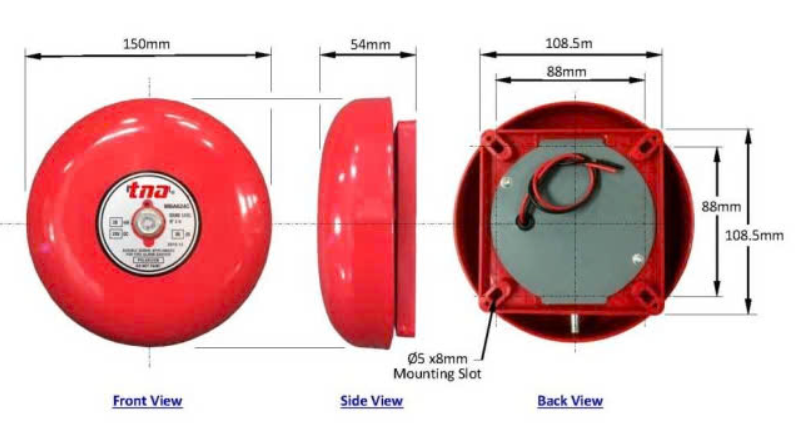 150mm
54mm
108.5m
88mm
tna
88mm
108.5mm
Ø5 x8mm
Mounting Slot
Front View
Side View
Back View